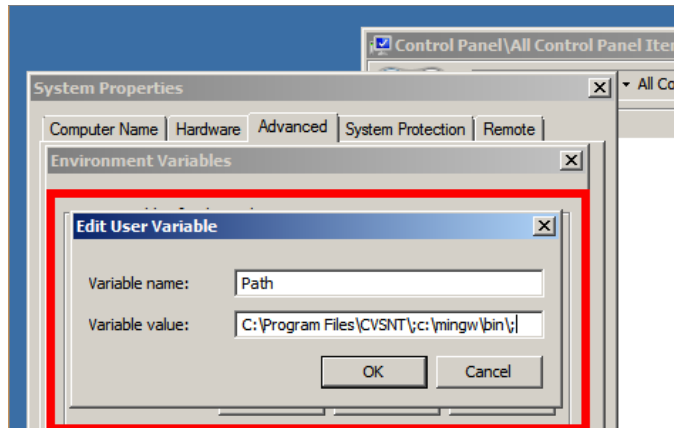 Control Panel\All Control Panel Ite
System Properties
All Co
Computer Name Hardware Advanced System Protection Remote
Environment Variables
Edit User Variable
Variable name: Path
Variable value: C:\Program Files\CVSNT\;c:\mingw\bin\;
OK Cancel